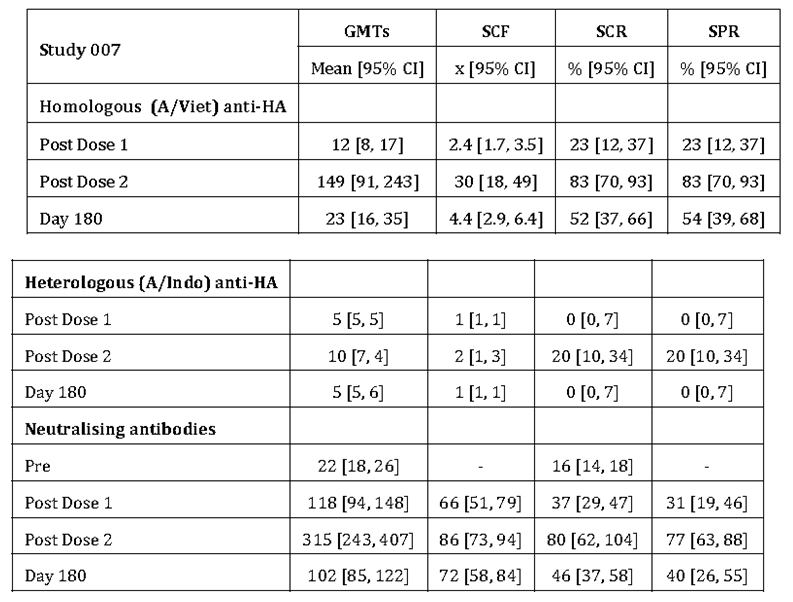 Study 007 GMTs SCF SCR SPR
Mean [95% CI] x [95% CI] % [95% CI] % [95% CI]
Homologous (A/Viet) anti-HA
Post Dose 1 12 [8, 17] 2.4 [1.7, 3.5] 23 [12, 37] 23 [12, 37]
Post Dose 2 149 [91, 243] 30 [18, 49] 83 [70, 93] 83 [70, 93]
Day 180 23 [16, 35] 4.4 [2.9, 6.4] 52 [37, 66] 54 [39, 68]
Heterologous (A/Indo) anti-HA
Post Dose 1 5 [5, 5] 1 [1, 1] 0 [0, 7] 0 [0, 7]
Post Dose 2 10 [7, 4] 2 [1, 3] 20 [10, 34] 20 [10, 34]
Day 180 5 [5, 6] 1 [1, 1] 0 [0, 7] 0 [0, 7]
Neutralising antibodies
Pre 22 [18, 26] - 16 [14, 18] -
Post Dose 1 118 [94, 148] 66 [51, 79] 37 [29, 47] 31 [19, 46]
Post Dose 2 315 [243, 407] 86 [73, 94] 80 [62, 104] 77 [63, 88]
Day 180 102 [85, 122] 72 [58, 84] 46 [37, 58] 40 [26, 55]